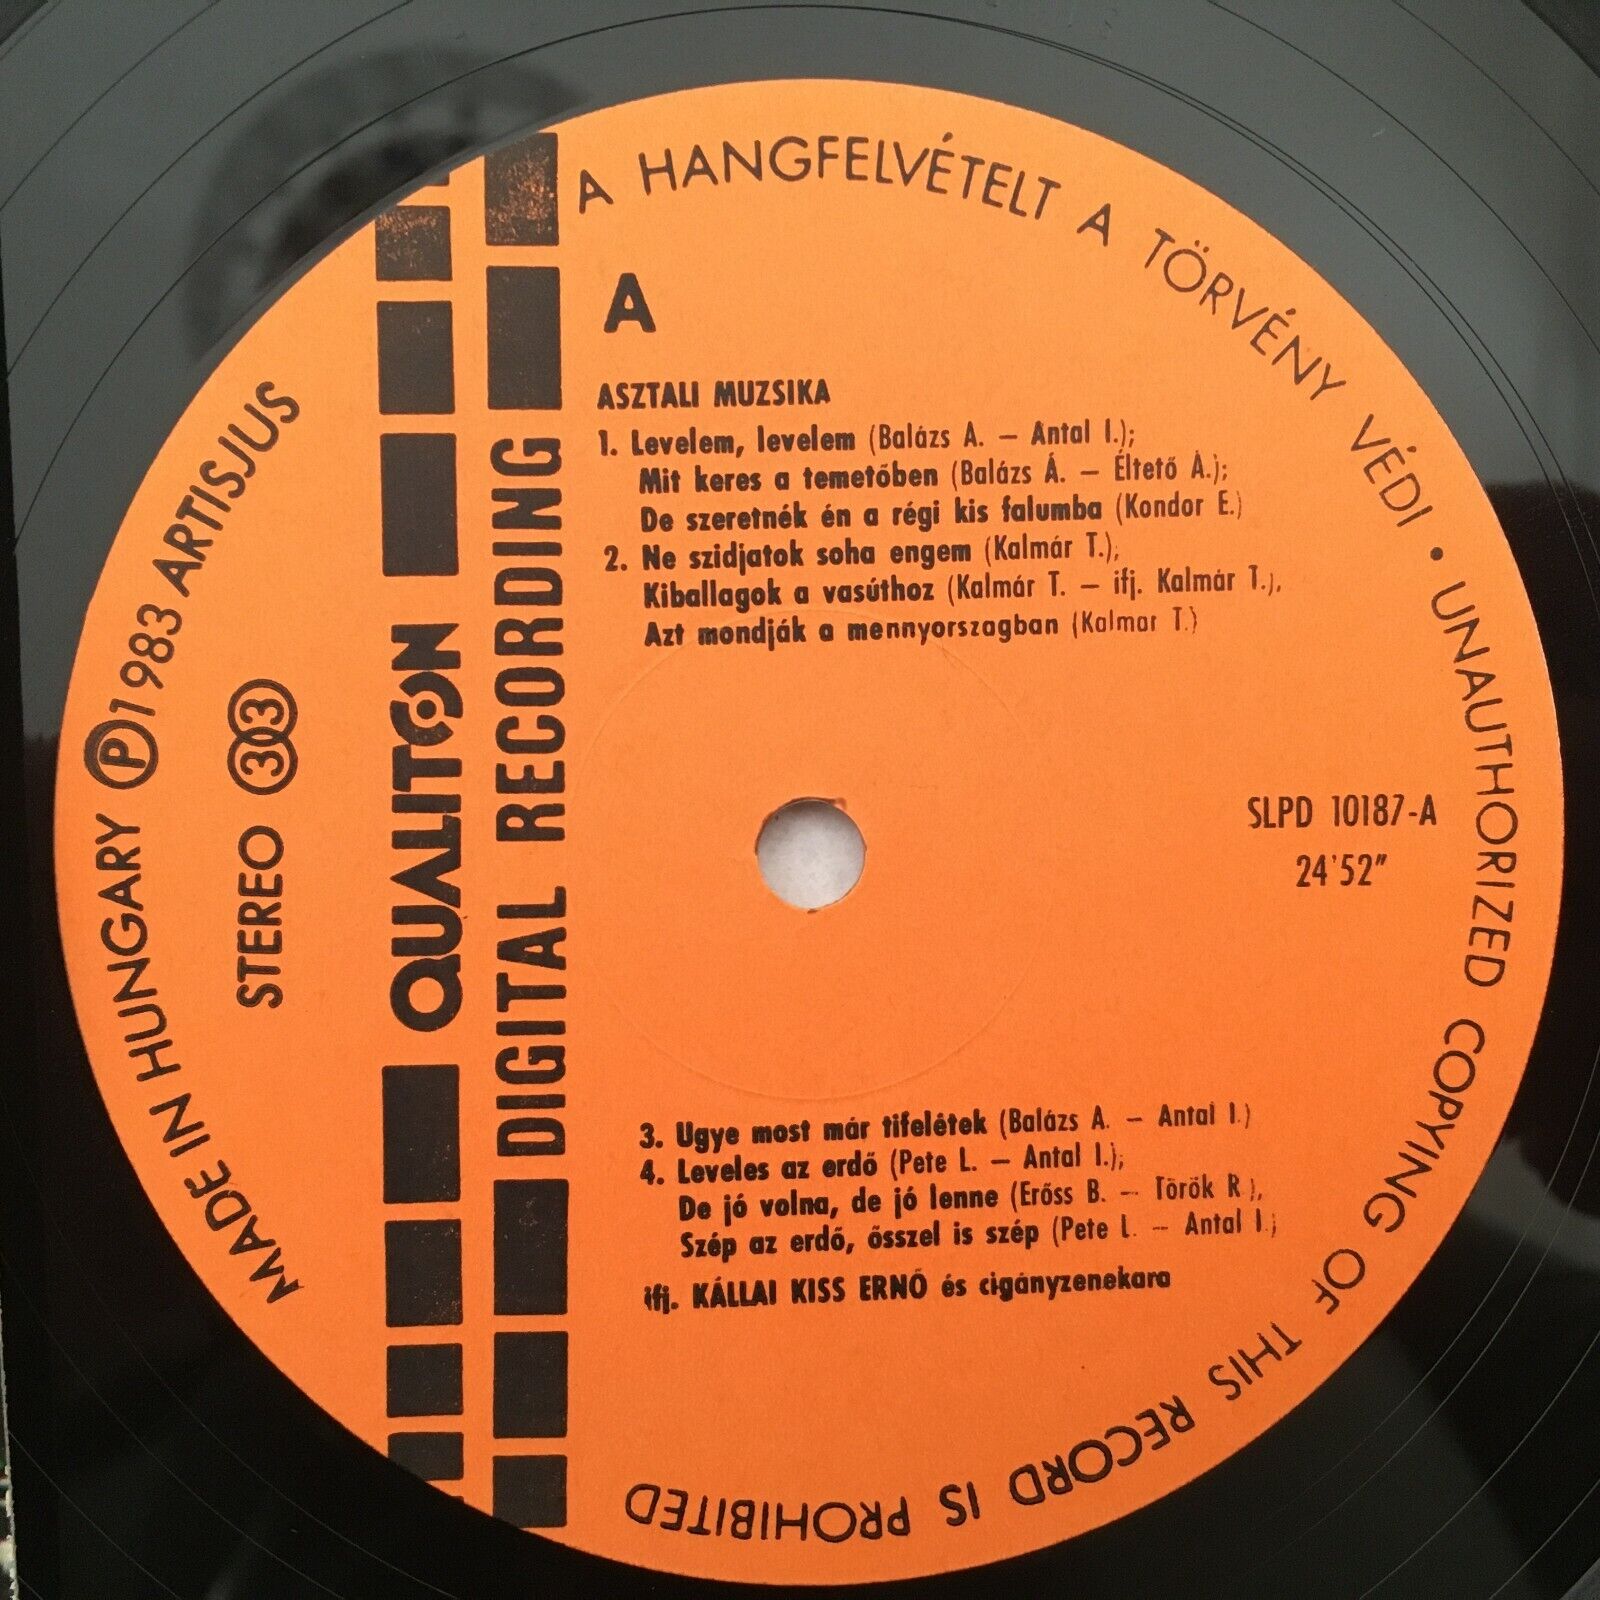 A HANGFELVÉTELT A TÖRVÉNY VÉDI • UNAUTHORIZED COPYING OF THIS RECORD IS PROHIBITED
MADE IN HUNGARY Ⓟ 1983 ARTISJUS
STEREO 33
QUALITON
DIGITAL RECORDING
A
ASZTALI MUZSIKA
1. Levelem, levelem (Balázs A. – Antal I.);
Mit keres a temetőben (Balázs Á. – Éltető A.);
De szeretnék én a régi kis falumba (Kondor E.)
2. Ne szidjatok soha engem (Kalmár T.);
Kiballagok a vasúthoz (Kalmár T. – ifj. Kalmár T.),
Azt mondják a mennyorszagban (Kalmar T.)
SLPD 10187-A
24'52"
3. Ugye most már tifelétek (Balázs A. – Antal I.)
4. Leveles az erdő (Pete L. – Antal I.);
De jó volna, de jó lenne (Erőss B. – Török R.),
Szép az erdő, ősszel is szép (Pete L. – Antal I.;
ifj. KÁLLAI KISS ERNŐ és cigányzenekara